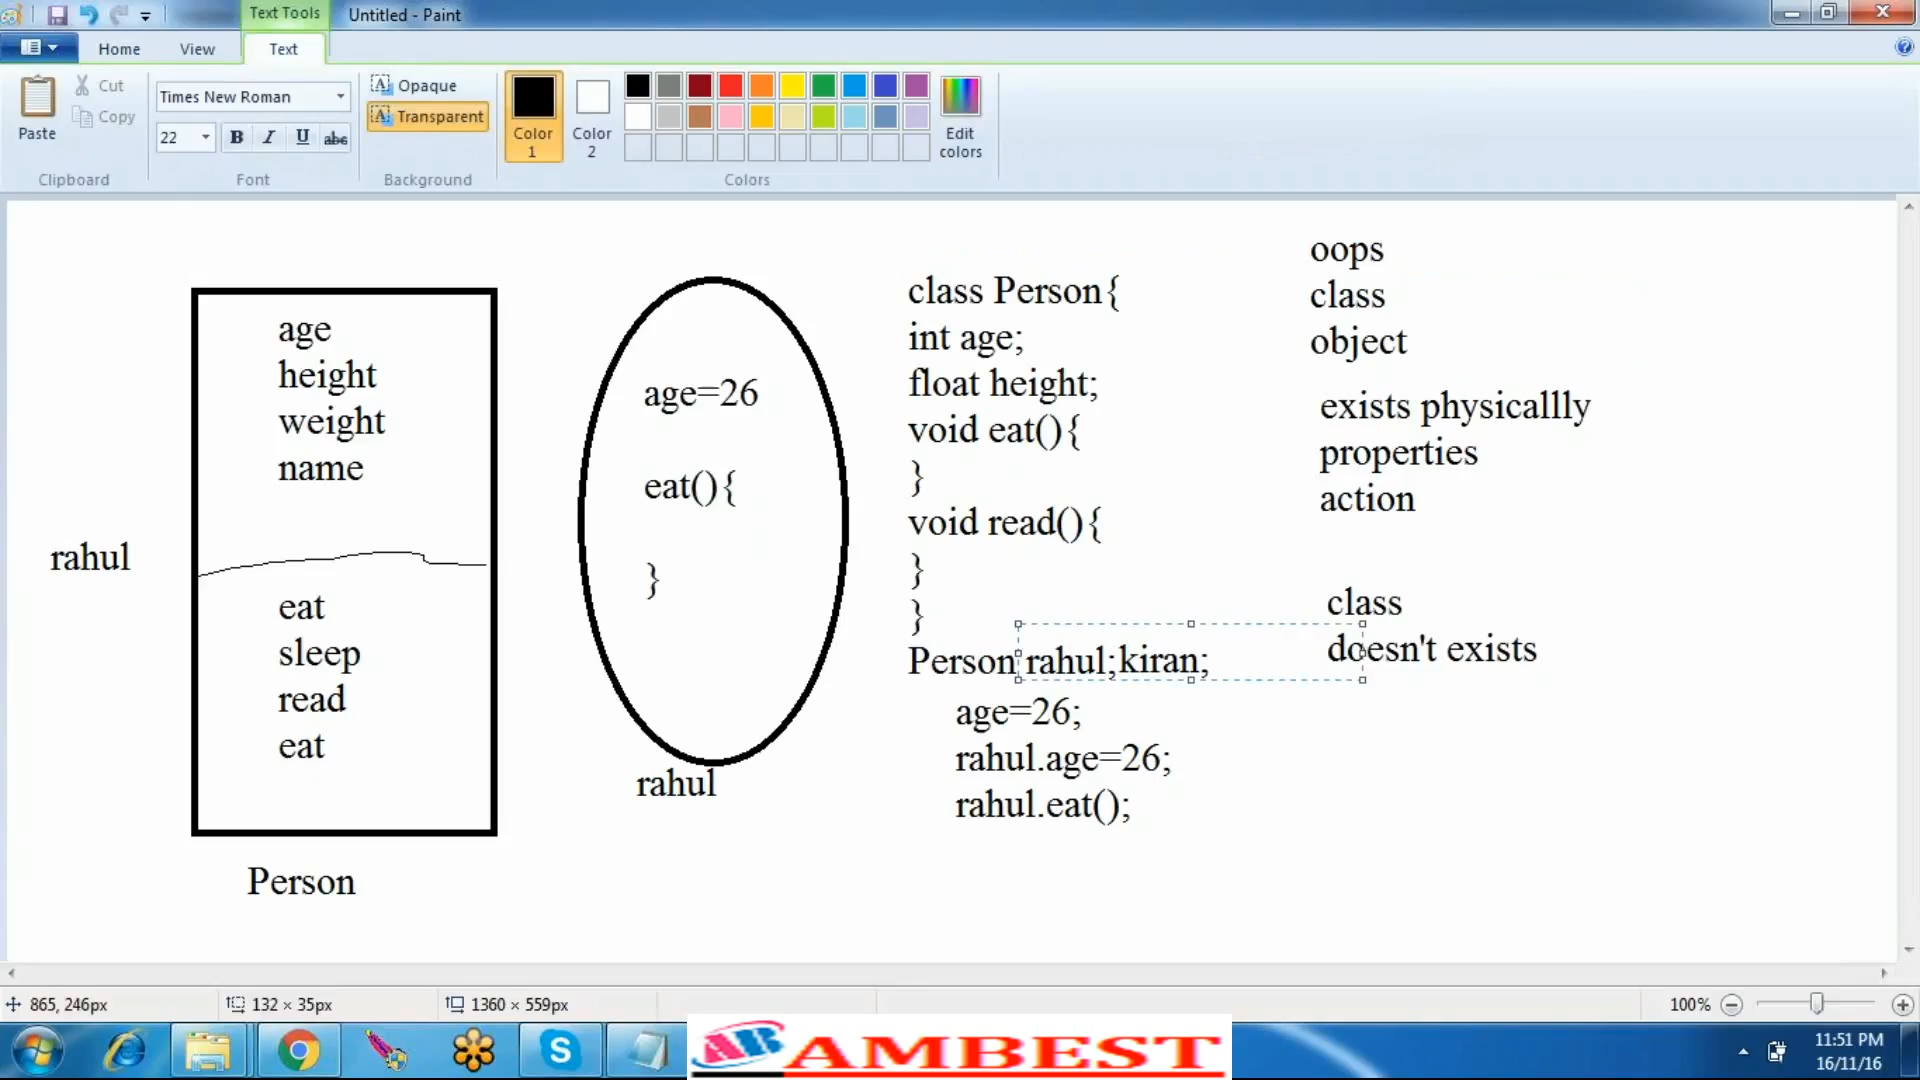 Text Tools
Untitled - Paint
Home
View
Text
Paste
Cut
Copy
Clipboard
Times New Roman
22
B
I
U
abc
Font
Opaque
Transparent
Background
Color 1
Color 2
Edit colors
Colors
age
height
weight
name
rahul
eat
sleep
read
eat
Person
age=26
eat(){
}
rahul
class Person{
int age;
float height;
void eat(){
}
void read(){
}
}
Person rahul;kiran;
age=26;
rahul.age=26;
rahul.eat();
oops
class
object
exists physicallly
properties
action
class
doesn't exists
865, 246px
132 × 35px
1360 × 559px
100%
AMBEST
11:51 PM
16/11/16